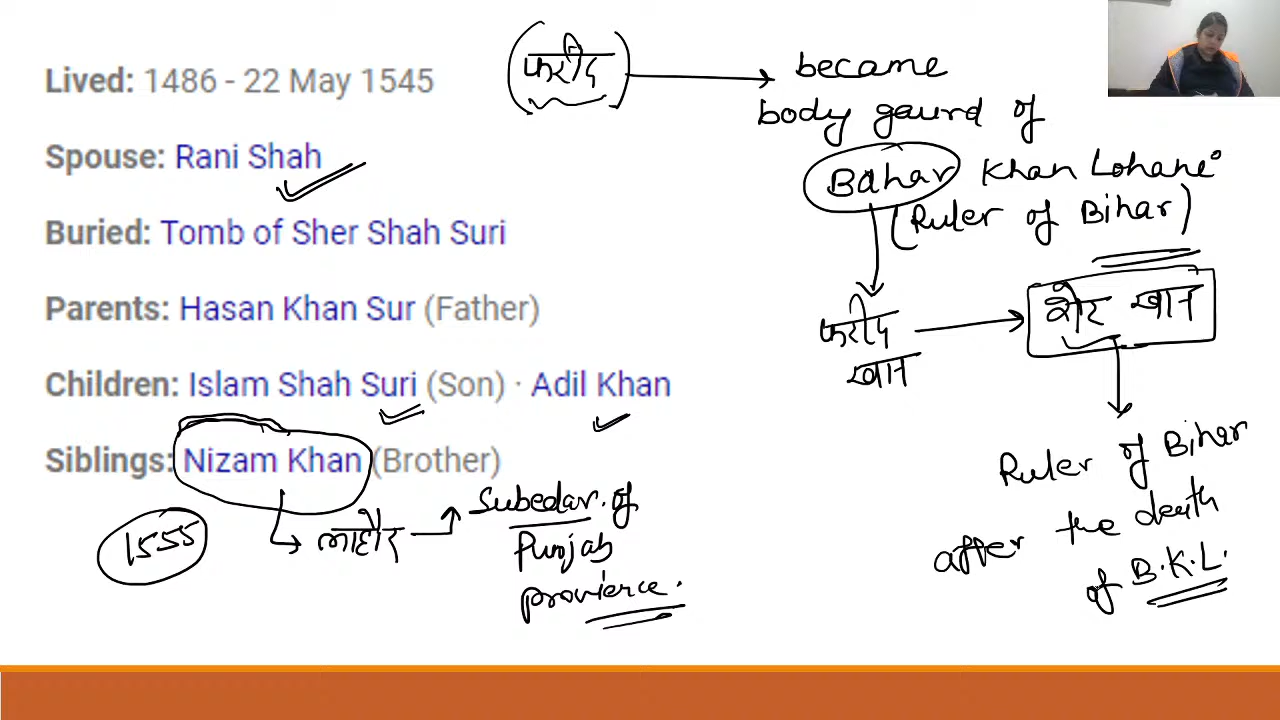 Lived: 1486 - 22 May 1545
Spouse: Rani Shah
Buried: Tomb of Sher Shah Suri
Parents: Hasan Khan Sur (Father)
Children: Islam Shah Suri (Son) · Adil Khan
Siblings: Nizam Khan (Brother)
1555
लाहौर
Subedar. of
Punjab
provierce.
(फरीद)
became
body gaurd of
Bahar Khan Lohane
(Ruler of Bihar)
फरीद
खान
शेर खान
Ruler of Bihar
after the death
of B.K.L.